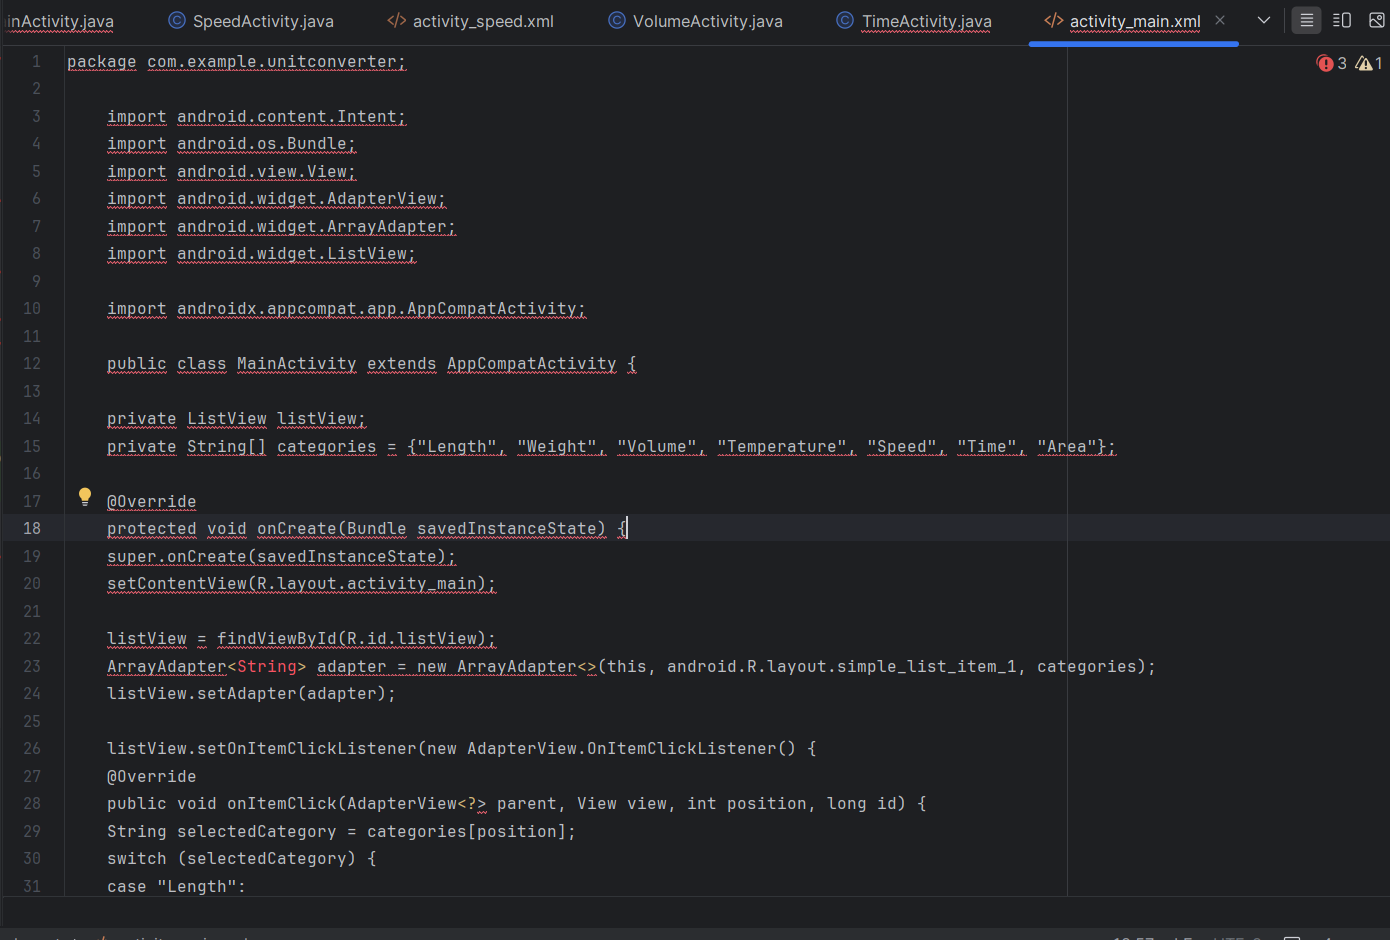 inActivity.java SpeedActivity.java activity_speed.xml VolumeActivity.java TimeActivity.java activity_main.xml
3 1
1 package com.example.unitconverter;
2
3 import android.content.Intent;
4 import android.os.Bundle;
5 import android.view.View;
6 import android.widget.AdapterView;
7 import android.widget.ArrayAdapter;
8 import android.widget.ListView;
9
10 import androidx.appcompat.app.AppCompatActivity;
11
12 public class MainActivity extends AppCompatActivity {
13
14 private ListView listView;
15 private String[] categories = {"Length", "Weight", "Volume", "Temperature", "Speed", "Time", "Area"};
16
17 @Override
18 protected void onCreate(Bundle savedInstanceState) {
19 super.onCreate(savedInstanceState);
20 setContentView(R.layout.activity_main);
21
22 listView = findViewById(R.id.listView);
23 ArrayAdapter<String> adapter = new ArrayAdapter<>(this, android.R.layout.simple_list_item_1, categories);
24 listView.setAdapter(adapter);
25
26 listView.setOnItemClickListener(new AdapterView.OnItemClickListener() {
27 @Override
28 public void onItemClick(AdapterView<?> parent, View view, int position, long id) {
29 String selectedCategory = categories[position];
30 switch (selectedCategory) {
31 case "Length":